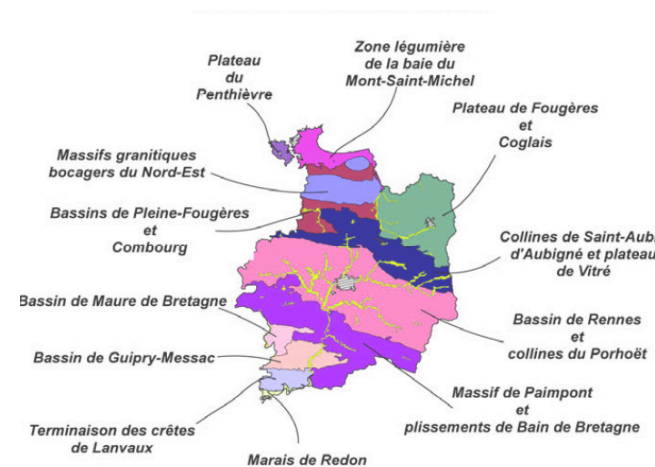 Zone légumière
de la baie du
Mont-Saint-Michel
Plateau
du
Penthièvre
Plateau de Fougères
et
Coglais
Massifs granitiques
bocagers du Nord-Est
Bassins de Pleine-Fougères
et
Combourg
Collines de Saint-Aubi
d'Aubigné et plateau
de Vitré
Bassin de Maure de Bretagne
Bassin de Rennes
et
collines du Porhoët
Bassin de Guipry-Messac
Massif de Paimpont
et
plissements de Bain de Bretagne
Terminaison des crêtes
de Lanvaux
Marais de Redon